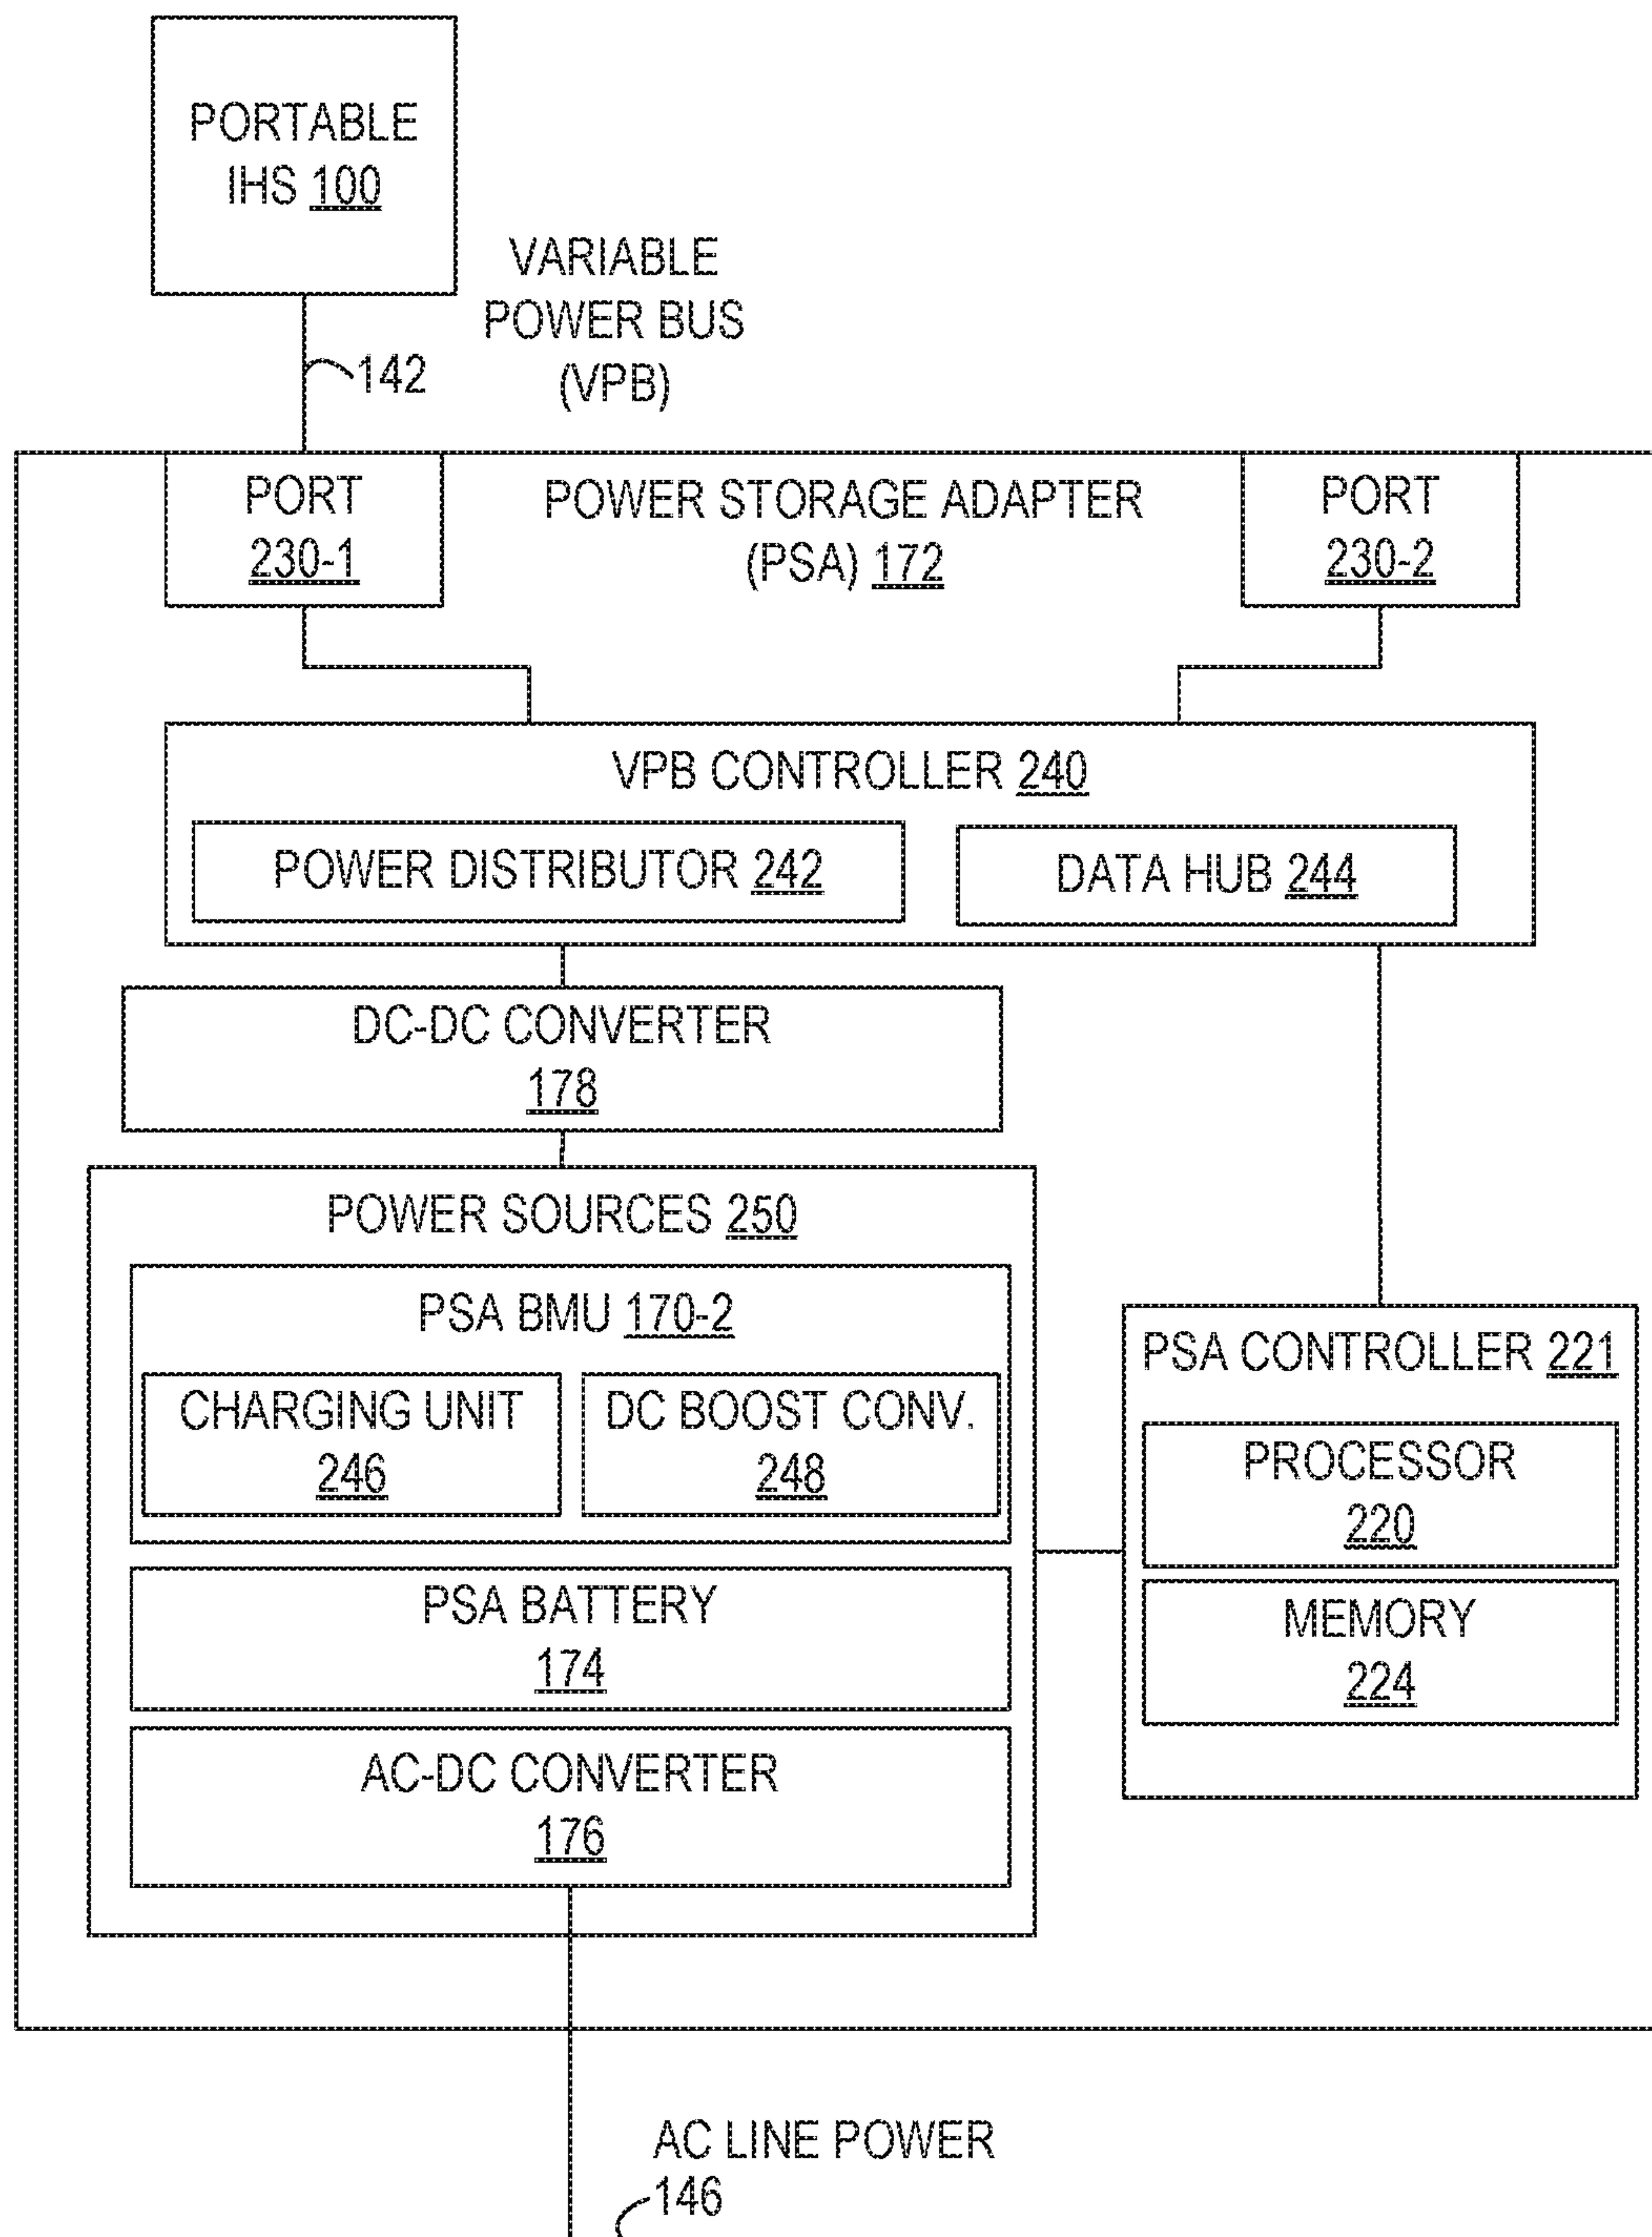 PORTABLE
IHS 100
VARIABLE
POWER BUS
(VPB)
142
PORT
230-1
POWER STORAGE ADAPTER
(PSA) 172
PORT
230-2
VPB CONTROLLER 240
POWER DISTRIBUTOR 242
DATA HUB 244
DC-DC CONVERTER
178
POWER SOURCES 250
PSA BMU 170-2
CHARGING UNIT
246
DC BOOST CONV.
248
PSA BATTERY
174
AC-DC CONVERTER
176
PSA CONTROLLER 221
PROCESSOR
220
MEMORY
224
AC LINE POWER
146